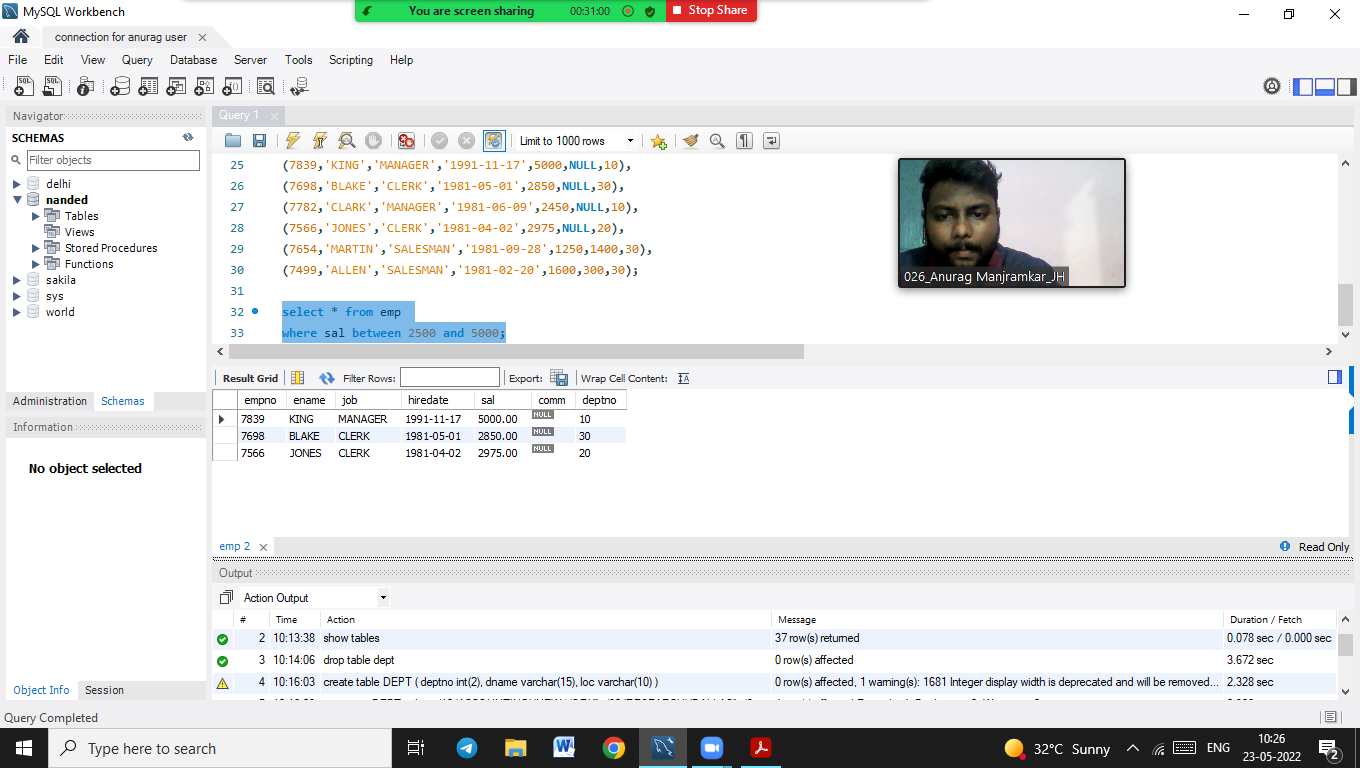 MySQL Workbench
You are screen sharing 00:31:00 Stop Share
connection for anurag user
File Edit View Query Database Server Tools Scripting Help
Navigator
SCHEMAS
Filter objects
delhi
nanded
Tables
Views
Stored Procedures
Functions
sakila
sys
world
Administration Schemas
Information
No object selected
Object Info Session
Query 1
Limit to 1000 rows
25 (7839,'KING','MANAGER','1991-11-17',5000,NULL,10),
26 (7698,'BLAKE','CLERK','1981-05-01',2850,NULL,30),
27 (7782,'CLARK','MANAGER','1981-06-09',2450,NULL,10),
28 (7566,'JONES','CLERK','1981-04-02',2975,NULL,20),
29 (7654,'MARTIN','SALESMAN','1981-09-28',1250,1400,30),
30 (7499,'ALLEN','SALESMAN','1981-02-20',1600,300,30);
31
32 select * from emp
33 where sal between 2500 and 5000;
026_Anurag Manjramkar_JH
Result Grid Filter Rows: Export: Wrap Cell Content:
empno ename job hiredate sal comm deptno
7839 KING MANAGER 1991-11-17 5000.00 NULL 10
7698 BLAKE CLERK 1981-05-01 2850.00 NULL 30
7566 JONES CLERK 1981-04-02 2975.00 NULL 20
emp 2 Read Only
Output
Action Output
# Time Action Message Duration / Fetch
2 10:13:38 show tables 37 row(s) returned 0.078 sec / 0.000 sec
3 10:14:06 drop table dept 0 row(s) affected 3.672 sec
4 10:16:03 create table DEPT ( deptno int(2), dname varchar(15), loc varchar(10) ) 0 row(s) affected, 1 warning(s): 1681 Integer display width is deprecated and will be removed... 2.328 sec
Query Completed
Type here to search
32°C Sunny ENG 10:26
23-05-2022
2